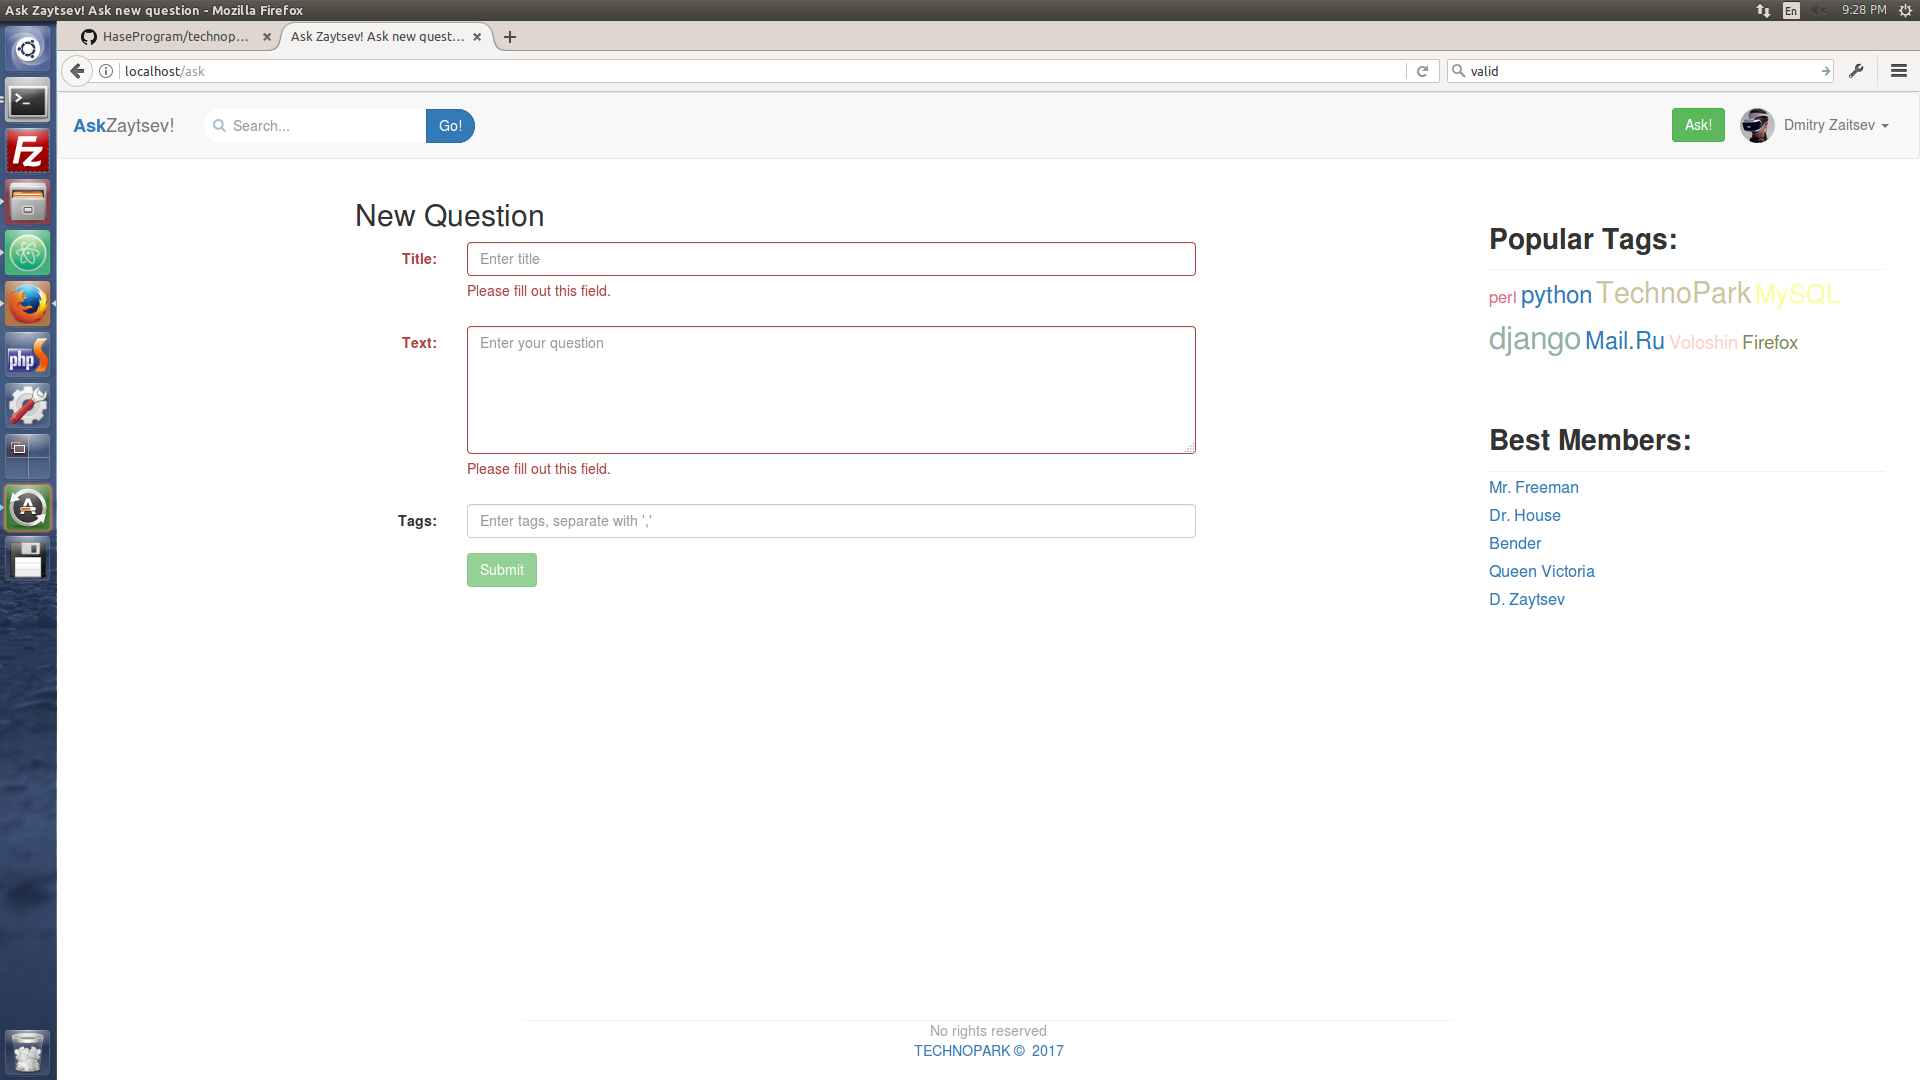 Ask Zaytsev! Ask new question - Mozilla Firefox
En
9:28 PM
HaseProgram/technop...
Ask Zaytsev! Ask new quest...
localhost/ask
valid
AskZaytsev!
Search...
Go!
Ask!
Dmitry Zaitsev
New Question
Title:
Enter title
Please fill out this field.
Text:
Enter your question
Please fill out this field.
Tags:
Enter tags, separate with ','
Submit
Popular Tags:
perl python TechnoPark MySQL
django Mail.Ru Voloshin Firefox
Best Members:
Mr. Freeman
Dr. House
Bender
Queen Victoria
D. Zaytsev
Fz
php
A
No rights reserved
TECHNOPARK © 2017